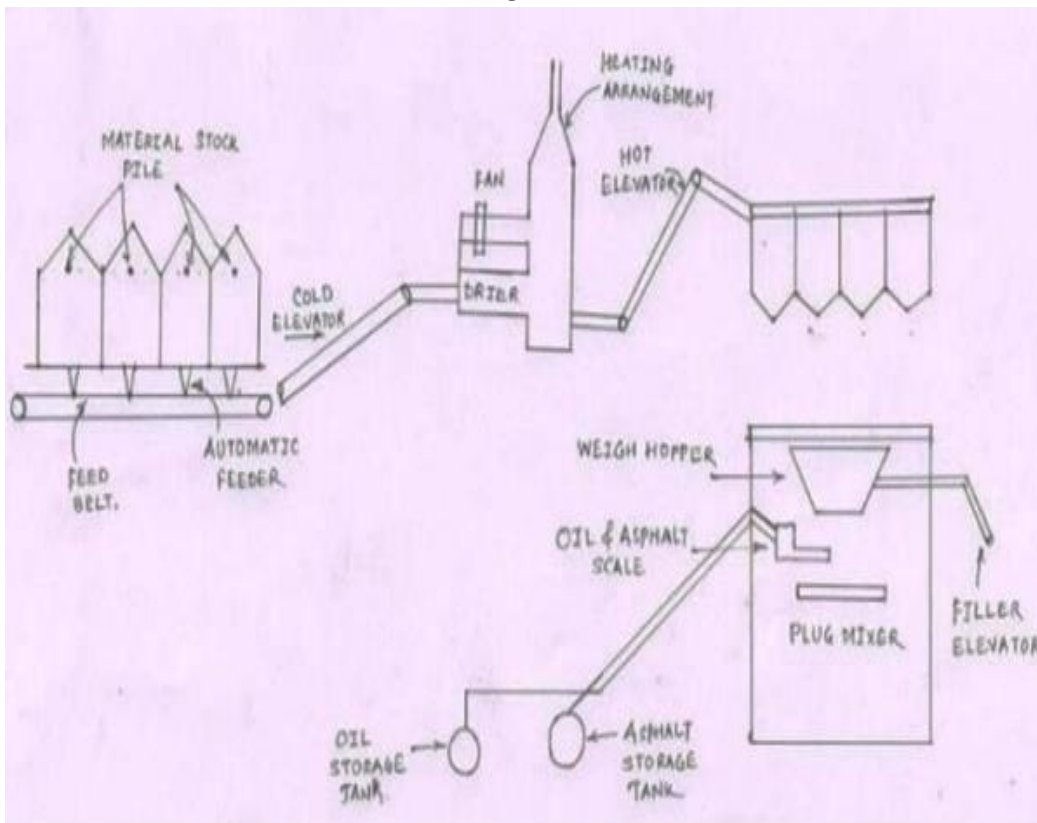 HEATING
ARRANGEMENT
MATERIAL STOCK
PILE
FAN
HOT
ELEVATOR
DRIER
COLD
ELEVATOR
AUTOMATIC
FEEDER
FEED
BELT.
WEIGH HOPPER
OIL & ASPHALT
SCALE
PLUG MIXER
FILLER
ELEVATOR
OIL
STORAGE
TANK.
ASPHALT
STORAGE
TANK